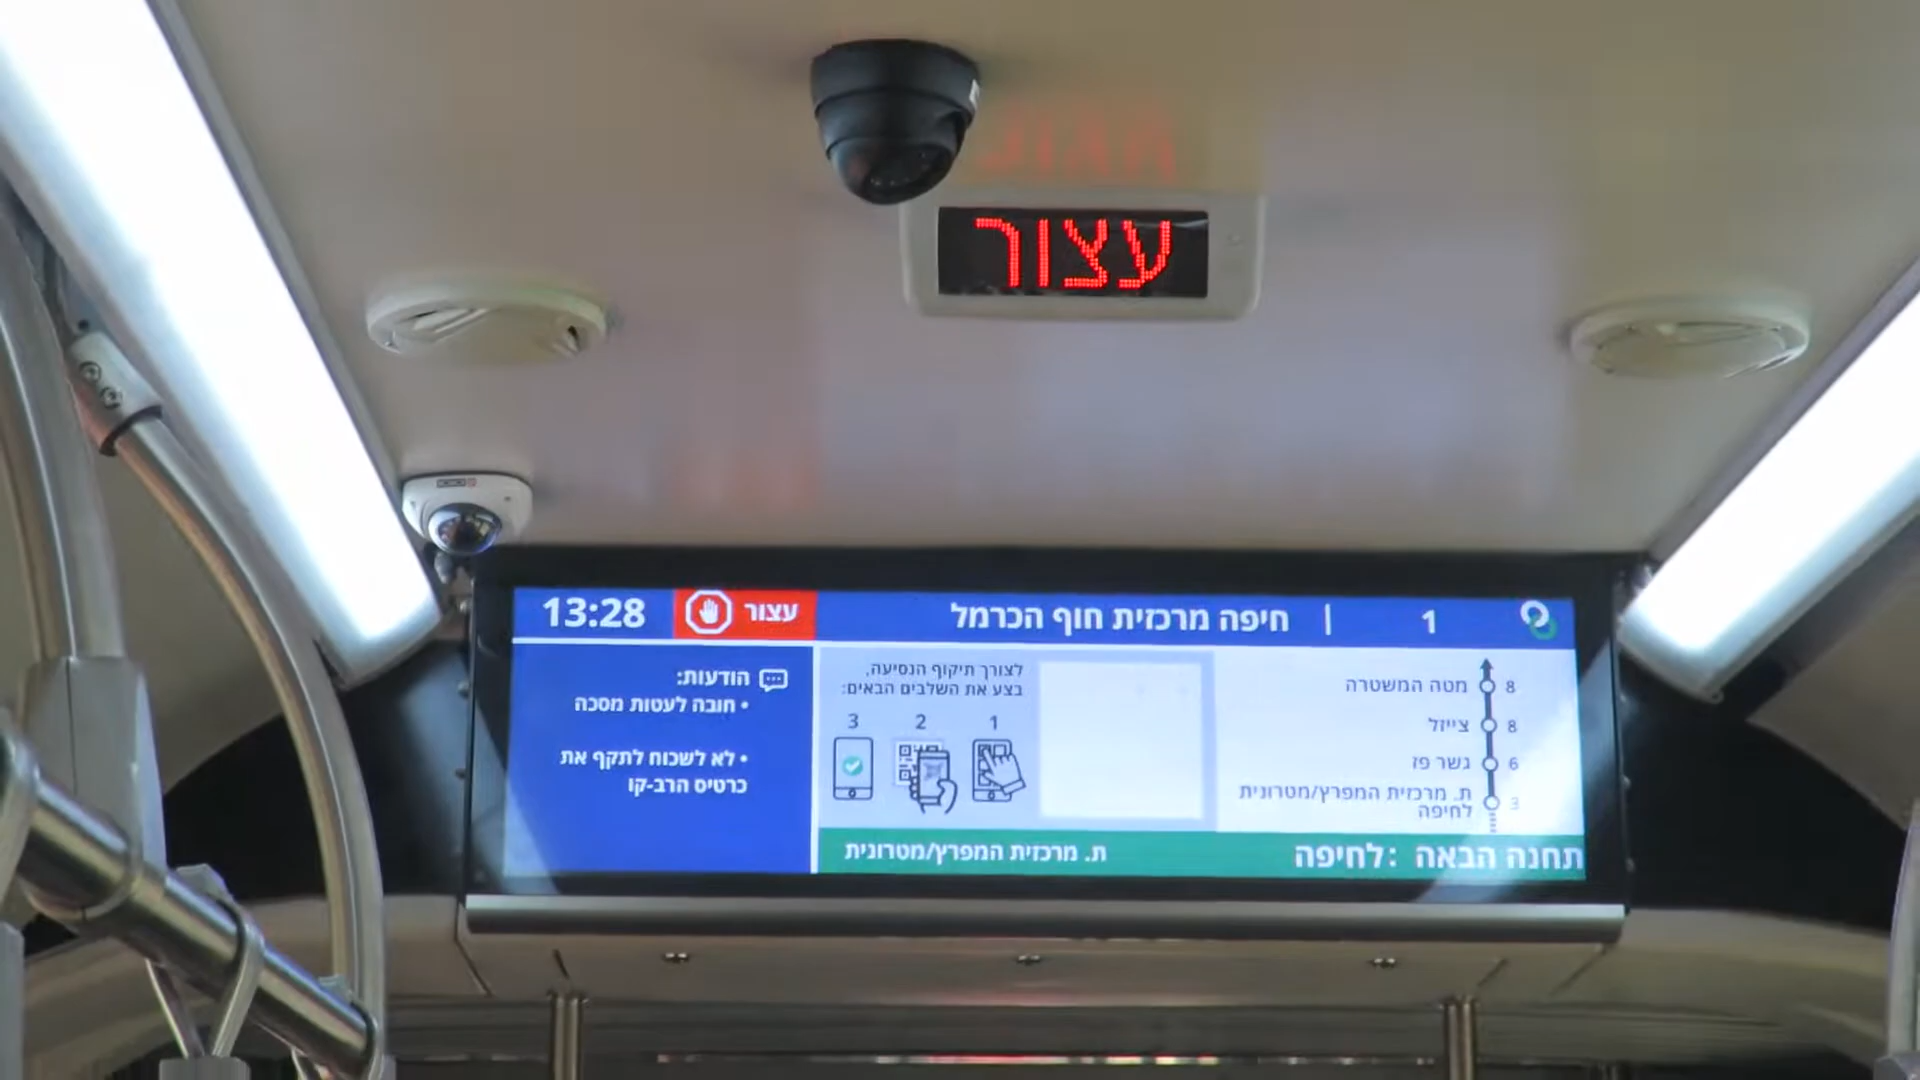 עצור
13:28
עצור
חיפה מרכזית חוף הכרמל | 1
הודעות:
• חובה לעטות מסכה
• לא לשכוח לתקף את
כרטיס הרב-קו
לצורך תיקוף הנסיעה,
בצע את השלבים הבאים:
1 2 3
8 מטה המשטרה
8 צייזל
6 גשר פז
3 ת. מרכזית המפרץ/מטרונית
לחיפה
תחנה הבאה :לחיפה ת. מרכזית המפרץ/מטרונית